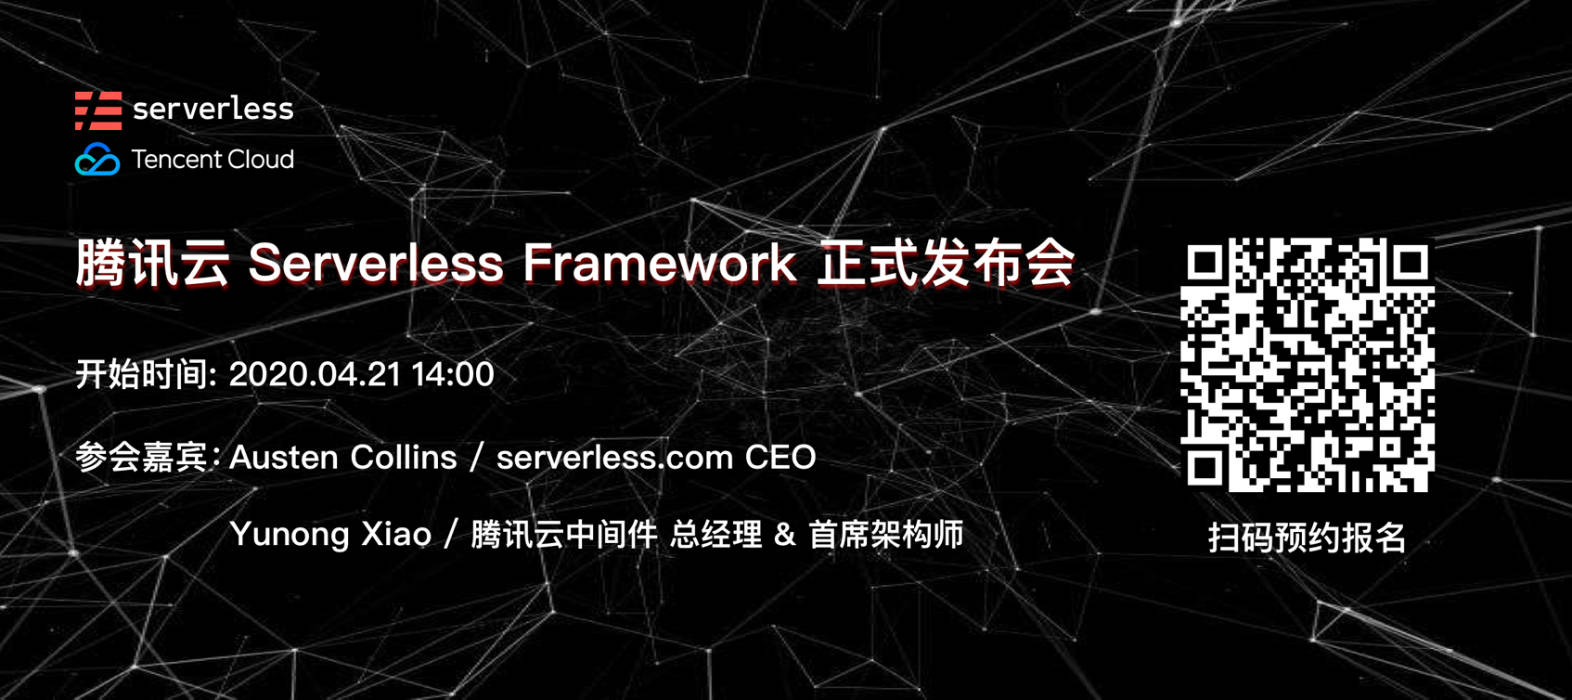 serverless
Tencent Cloud
腾讯云 Serverless Framework 正式发布会
开始时间: 2020.04.21 14:00
参会嘉宾: Austen Collins / serverless.com CEO
Yunong Xiao / 腾讯云中间件 总经理 & 首席架构师
扫码预约报名